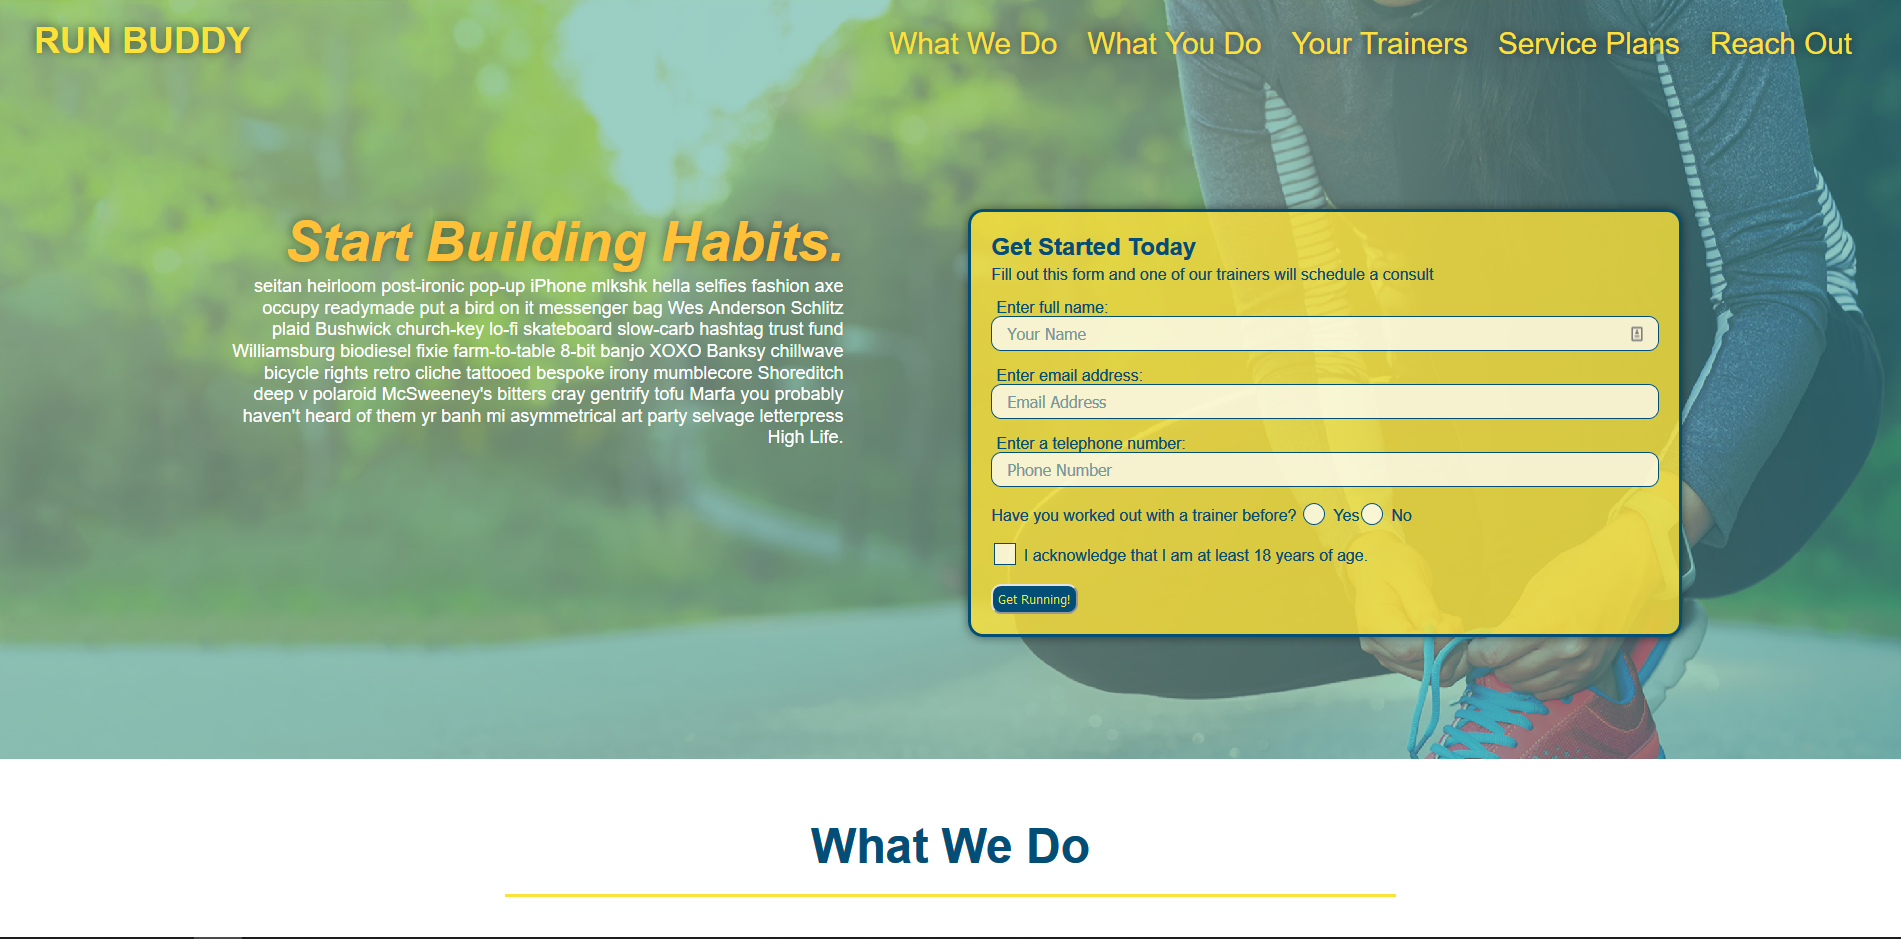 RUN BUDDY
What We Do What You Do Your Trainers Service Plans Reach Out
Start Building Habits.
seitan heirloom post-ironic pop-up iPhone mlkshk hella selfies fashion axe
occupy readymade put a bird on it messenger bag Wes Anderson Schlitz
plaid Bushwick church-key lo-fi skateboard slow-carb hashtag trust fund
Williamsburg biodiesel fixie farm-to-table 8-bit banjo XOXO Banksy chillwave
bicycle rights retro cliche tattooed bespoke irony mumblecore Shoreditch
deep v polaroid McSweeney's bitters cray gentrify tofu Marfa you probably
haven't heard of them yr banh mi asymmetrical art party selvage letterpress
High Life.
Get Started Today
Fill out this form and one of our trainers will schedule a consult
Enter full name:
Your Name
Enter email address:
Email Address
Enter a telephone number:
Phone Number
Have you worked out with a trainer before? Yes No
I acknowledge that I am at least 18 years of age.
Get Running!
What We Do